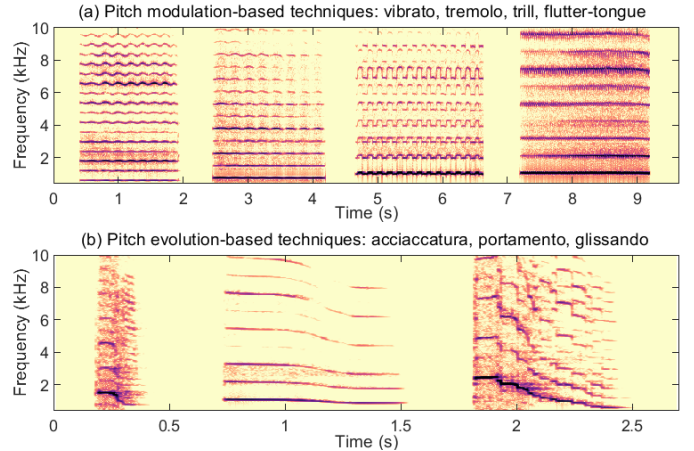 (a) Pitch modulation-based techniques: vibrato, tremolo, trill, flutter-tongue
Frequency (kHz)
10
8
6
4
2
0 1 2 3 4 5 6 7 8 9
Time (s)
(b) Pitch evolution-based techniques: acciaccatura, portamento, glissando
Frequency (kHz)
10
8
6
4
2
0 0.5 1 1.5 2 2.5
Time (s)